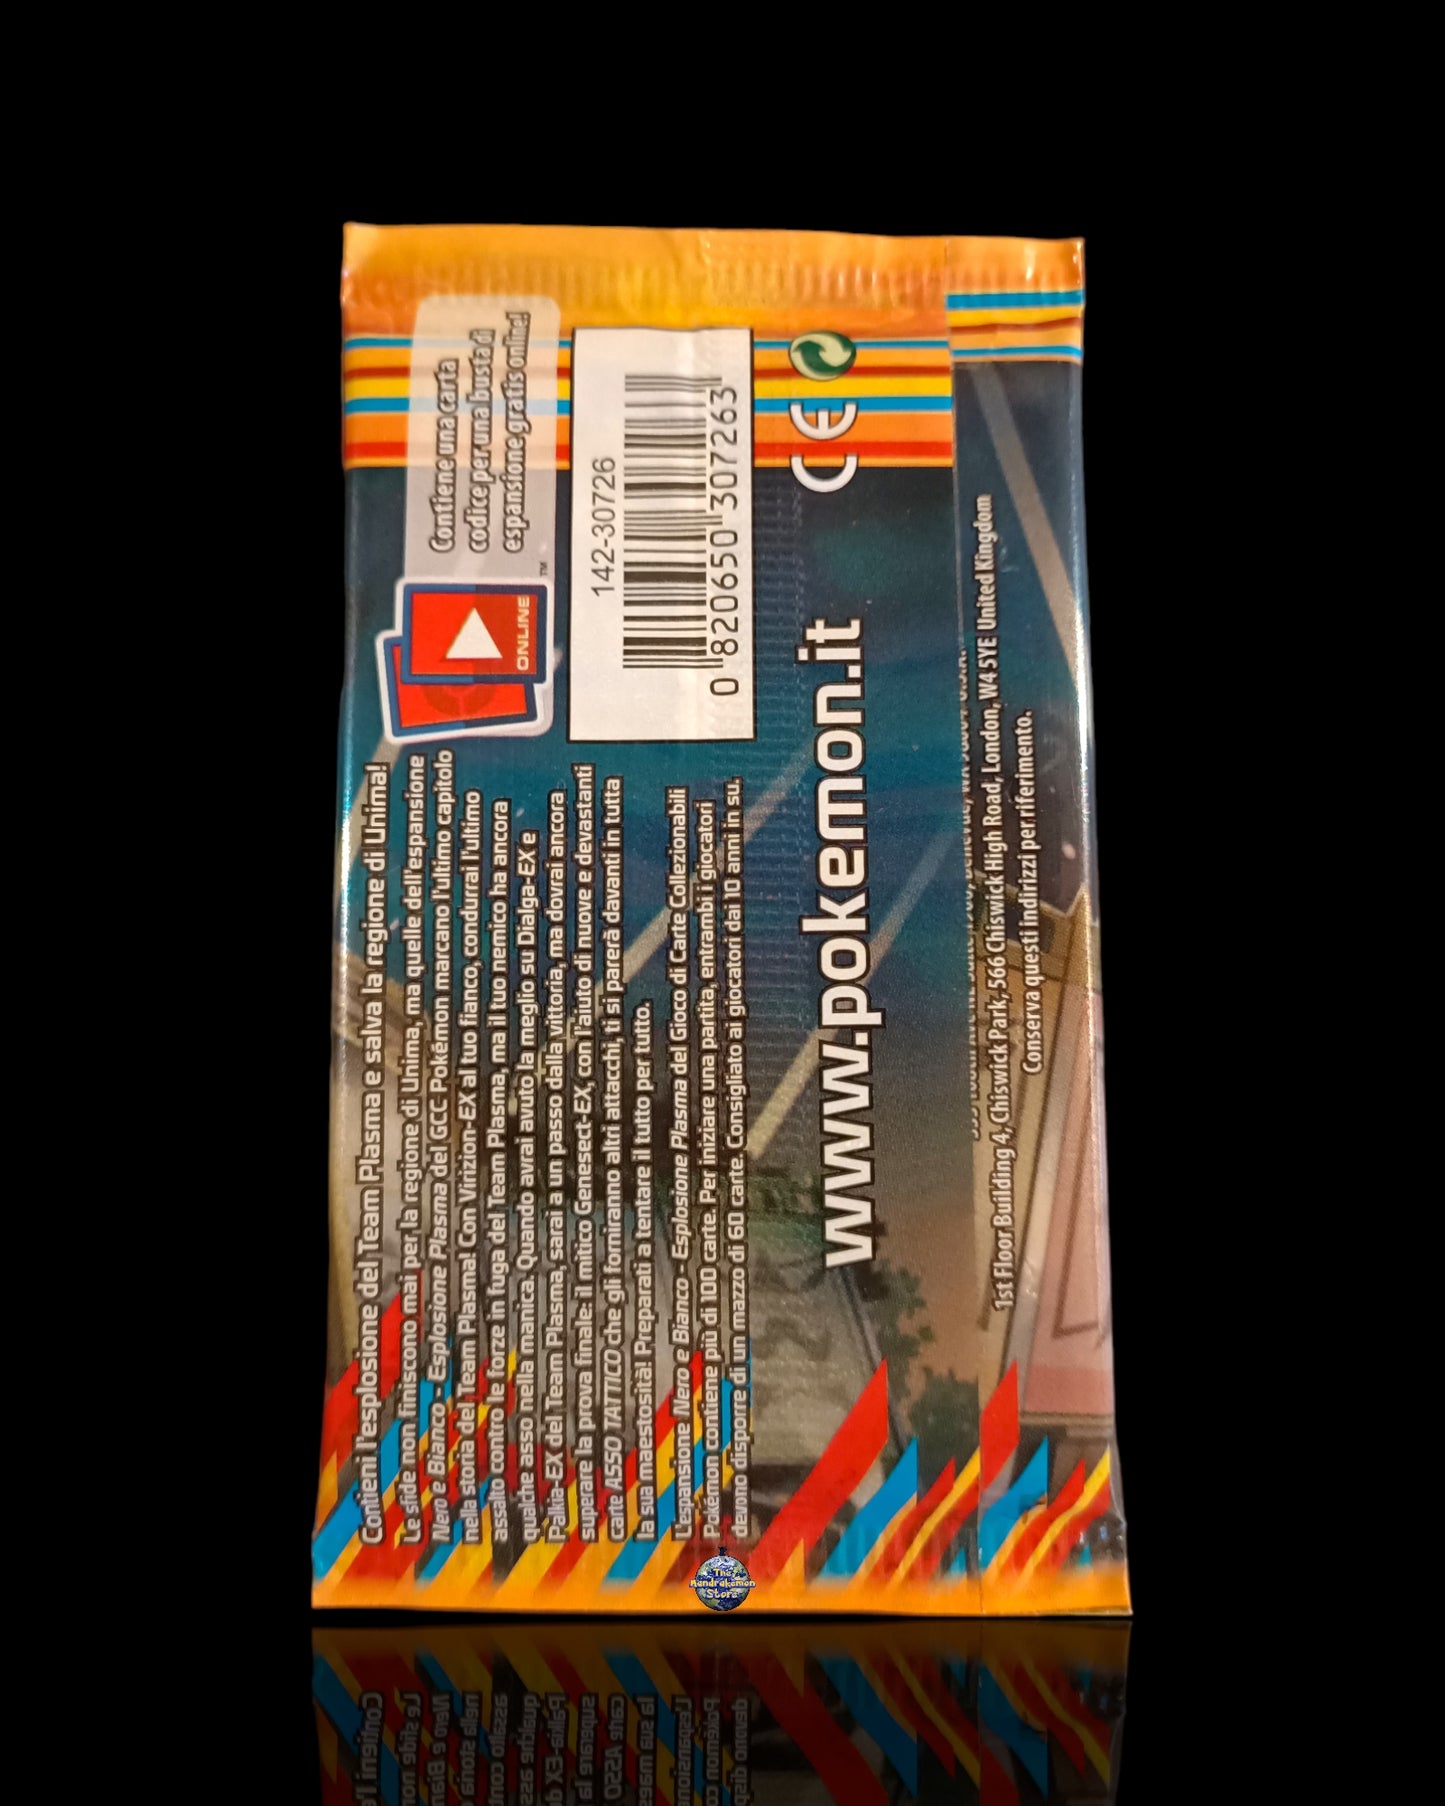 Contieni l'esplosione del Team Plasma e salva la regione di Unima!
Le sfide non finiscono mai per la regione di Unima, ma quelle dell'espansione
Nero e Bianco - Esplosione Plasma del GCC Pokémon marcano l'ultimo capitolo
nella storia del Team Plasma! Con Virizion-EX al tuo fianco, condurrai l'ultimo
assalto contro le forze in fuga del Team Plasma, ma il tuo nemico ha ancora
qualche asso nella manica. Quando avrai avuto la meglio su Dialga-EX e
Palkia-EX del Team Plasma, sarai a un passo dalla vittoria, ma dovrai ancora
superare la prova finale: il mitico Genesect-EX, con l'aiuto di nuove e devastanti
carte ASSO TATTICO che gli forniranno altri attacchi, ti si parerà davanti in tutta
la sua maestosità! Preparati a tentare il tutto per tutto.
L'espansione Nero e Bianco - Esplosione Plasma del Gioco di Carte Collezionabili
Pokémon contiene più di 100 carte. Per iniziare una partita, entrambi i giocatori
devono disporre di un mazzo di 60 carte. Consigliato ai giocatori dai 10 anni in su.
ONLINE
TM
Contiene una carta
codice per una busta di
espansione gratis online!
142-30726
0 820650 307263
CE
www.pokemon.it
1st Floor Building 4, Chiswick Park, 566 Chiswick High Road, London, W4 5YE United Kingdom
Conserva questi indirizzi per riferimento.
The
Mandrakemon
Store